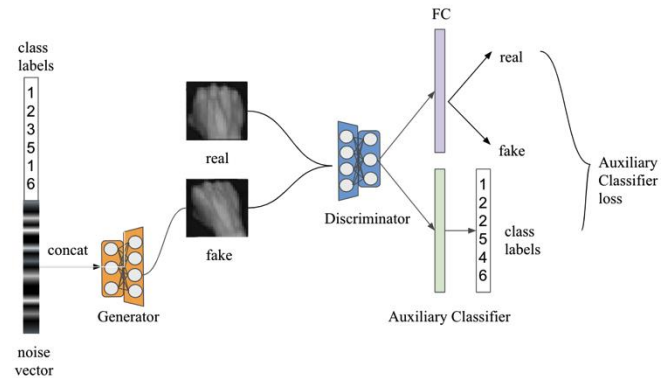 class
labels
1
2
3
5
1
6
concat
noise
vector
Generator
real
fake
Discriminator
FC
real
fake
1
2
2
5
4
6
class
labels
Auxiliary Classifier
Auxiliary
Classifier
loss